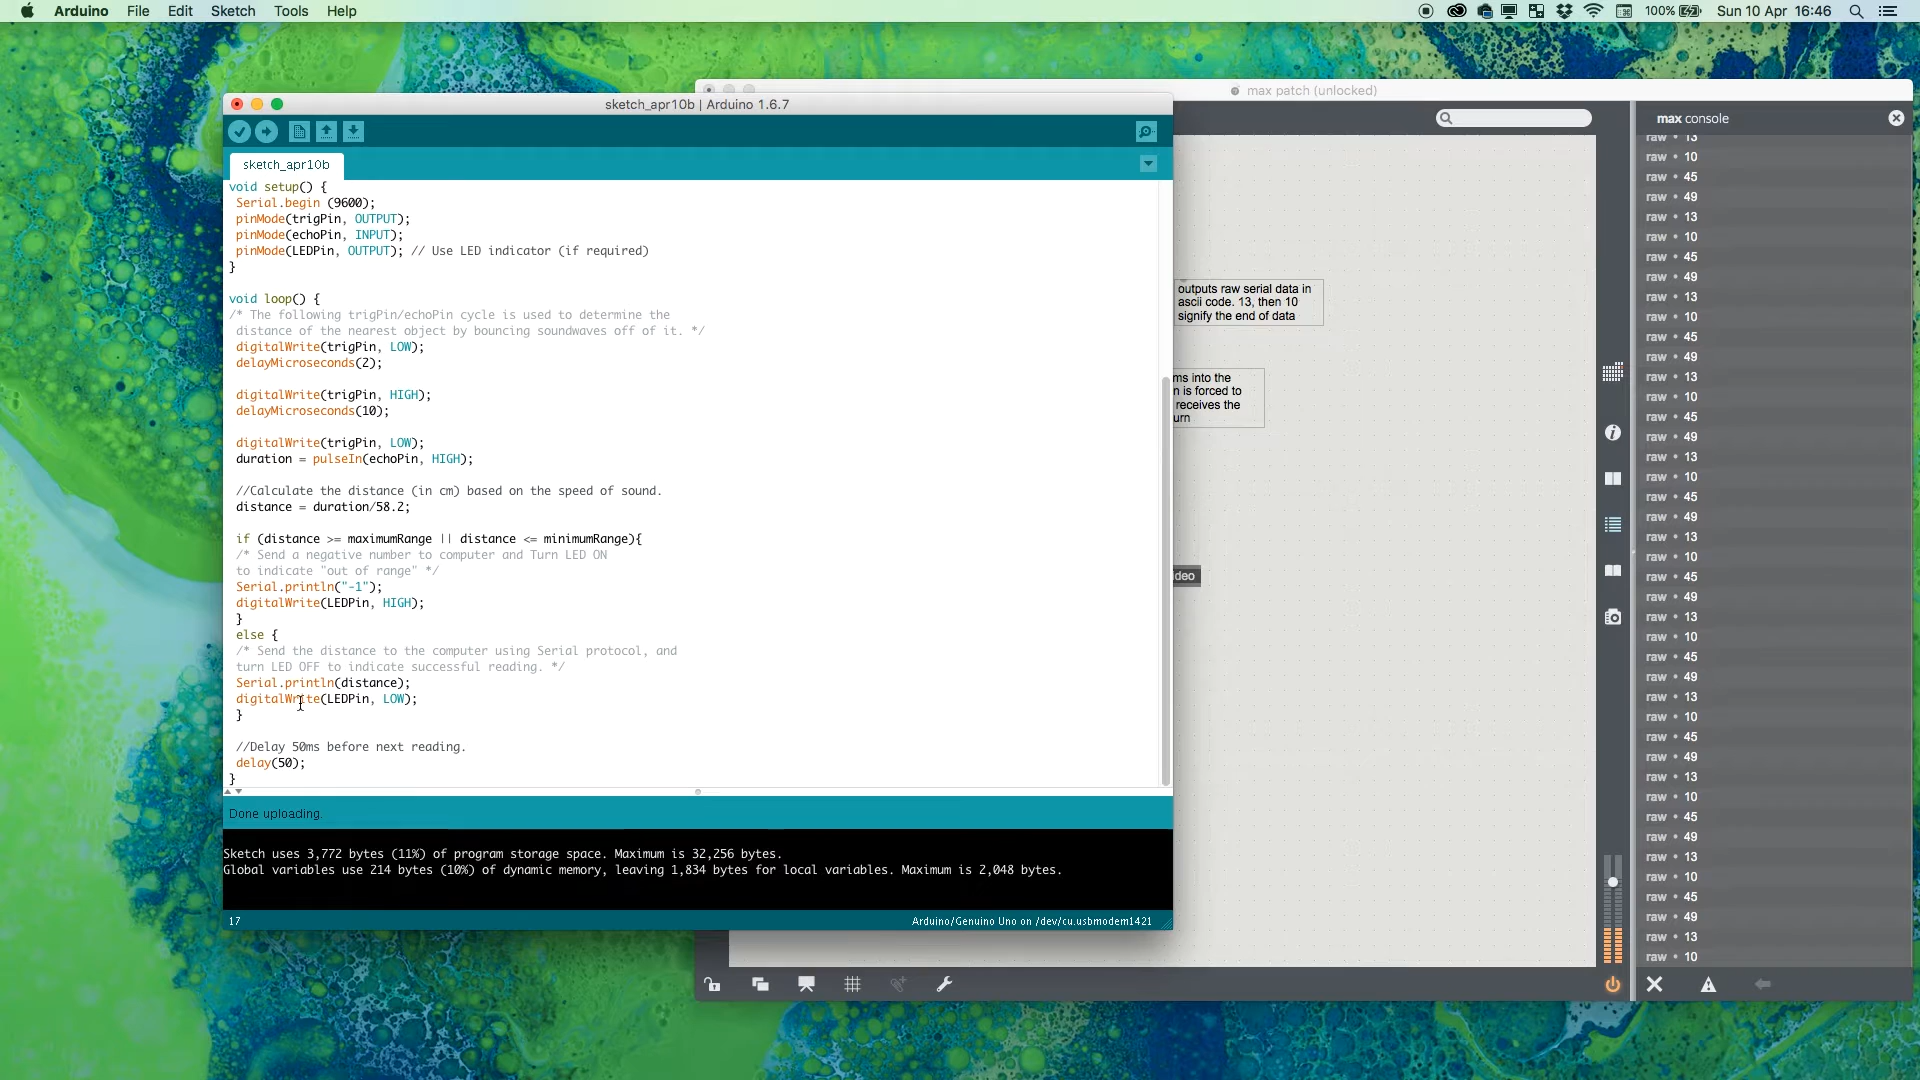 Arduino File Edit Sketch Tools Help
100% Sun 10 Apr 16:46
sketch_apr10b | Arduino 1.6.7
sketch_apr10b
void setup() {
Serial.begin (9600);
pinMode(trigPin, OUTPUT);
pinMode(echoPin, INPUT);
pinMode(LEDPin, OUTPUT); // Use LED indicator (if required)
}
void loop() {
/* The following trigPin/echoPin cycle is used to determine the
distance of the nearest object by bouncing soundwaves off of it. */
digitalWrite(trigPin, LOW);
delayMicroseconds(2);
digitalWrite(trigPin, HIGH);
delayMicroseconds(10);
digitalWrite(trigPin, LOW);
duration = pulseIn(echoPin, HIGH);
//Calculate the distance (in cm) based on the speed of sound.
distance = duration/58.2;
if (distance >= maximumRange || distance <= minimumRange){
/* Send a negative number to computer and Turn LED ON
to indicate "out of range" */
Serial.println("-1");
digitalWrite(LEDPin, HIGH);
}
else {
/* Send the distance to the computer using Serial protocol, and
turn LED OFF to indicate successful reading. */
Serial.println(distance);
digitalWrite(LEDPin, LOW);
}
//Delay 50ms before next reading.
delay(50);
}
Done uploading.
Sketch uses 3,772 bytes (11%) of program storage space. Maximum is 32,256 bytes.
Global variables use 214 bytes (10%) of dynamic memory, leaving 1,834 bytes for local variables. Maximum is 2,048 bytes.
17
Arduino/Genuino Uno on /dev/cu.usbmodem1421
max patch (unlocked)
outputs raw serial data in
ascii code. 13, then 10
signify the end of data
ms into the
n is forced to
receives the
urn
deo
max console
raw • 13
raw • 10
raw • 45
raw • 49
raw • 13
raw • 10
raw • 45
raw • 49
raw • 13
raw • 10
raw • 45
raw • 49
raw • 13
raw • 10
raw • 45
raw • 49
raw • 13
raw • 10
raw • 45
raw • 49
raw • 13
raw • 10
raw • 45
raw • 49
raw • 13
raw • 10
raw • 45
raw • 49
raw • 13
raw • 10
raw • 45
raw • 49
raw • 13
raw • 10
raw • 45
raw • 49
raw • 13
raw • 10
raw • 45
raw • 49
raw • 13
raw • 10